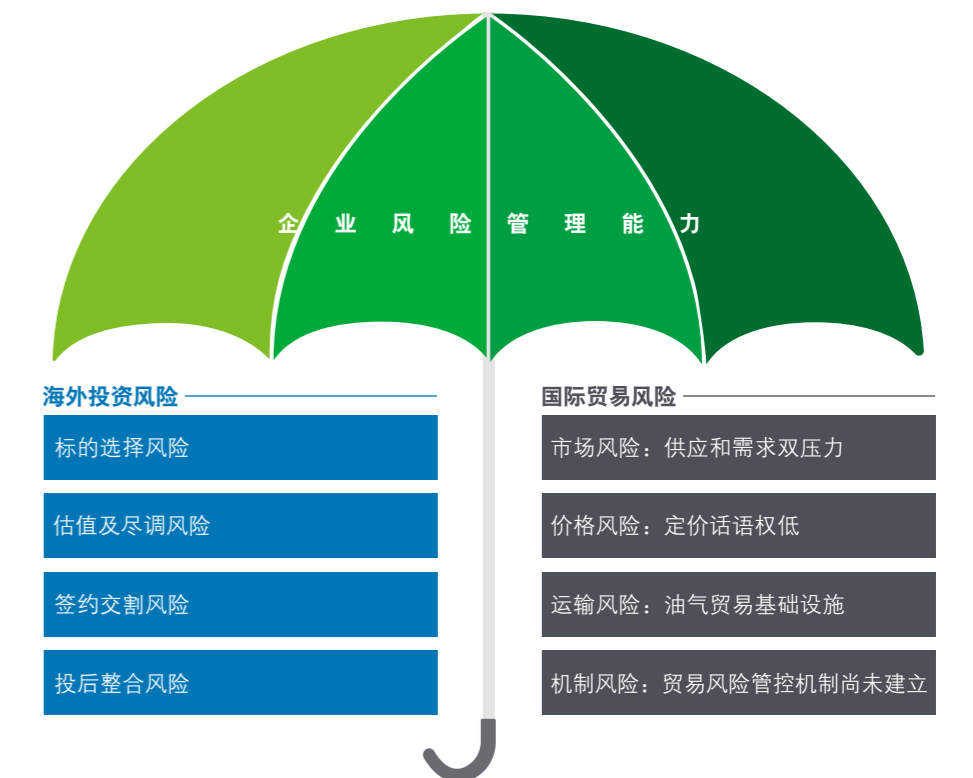 企业风险管理能力
海外投资风险
标的选择风险
估值及尽调风险
签约交割风险
投后整合风险
国际贸易风险
市场风险：供应和需求双压力
价格风险：定价话语权低
运输风险：油气贸易基础设施
机制风险：贸易风险管控机制尚未建立